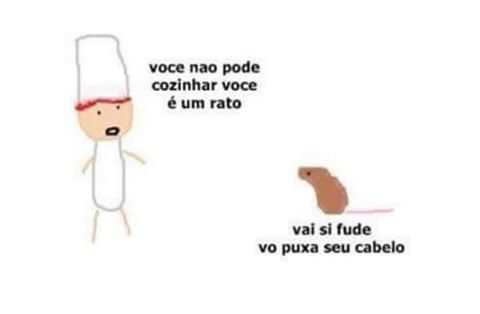 voce nao pode
cozinhar voce
é um rato
vai si fude
vo puxa seu cabelo